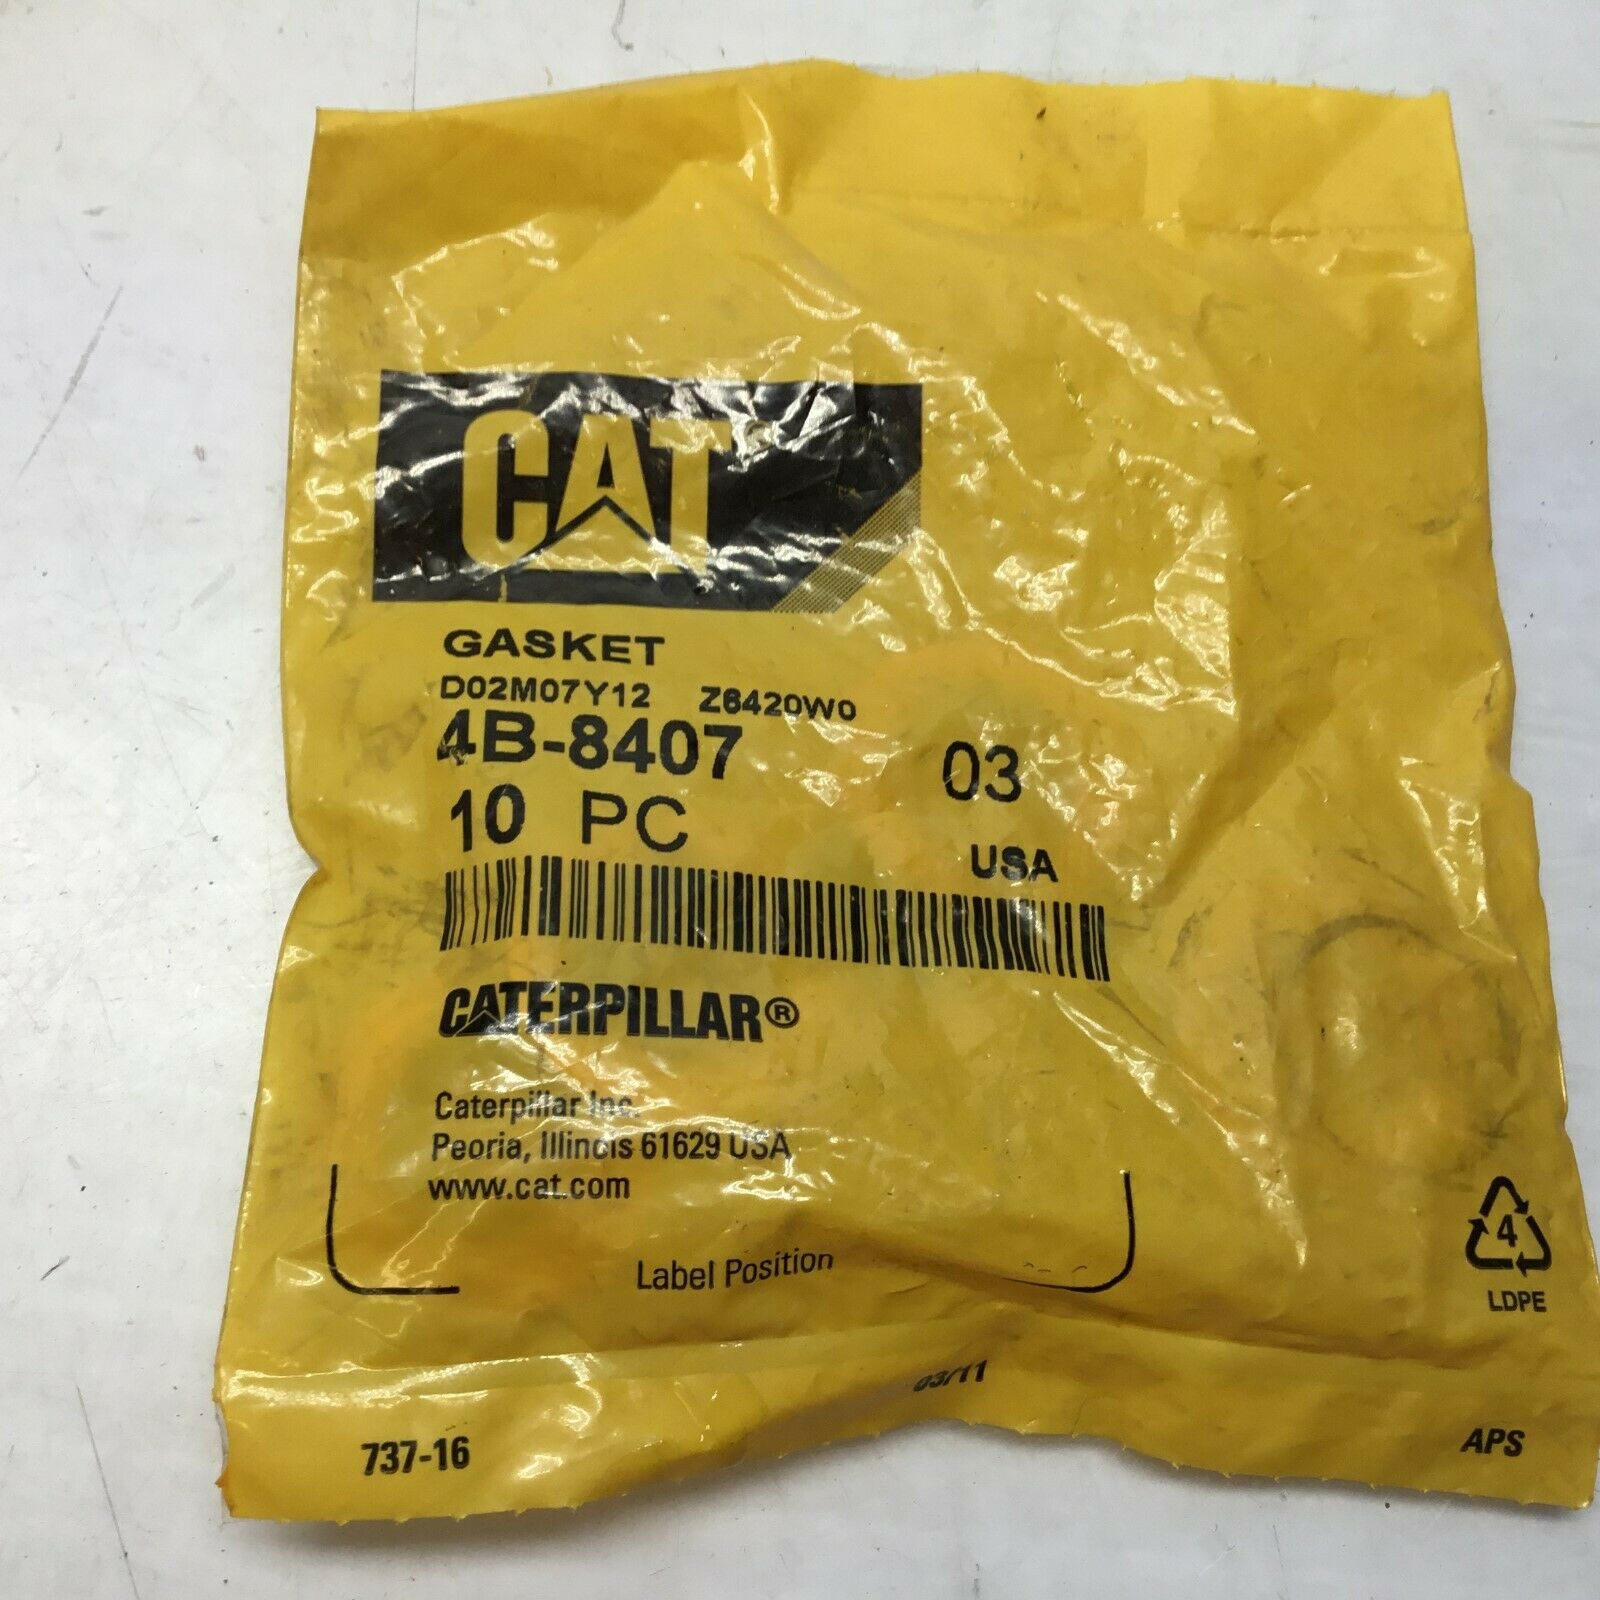 CAT
GASKET
D02M07Y12 Z6420W0
4B-8407 03
10 PC
USA
CATERPILLAR®
Caterpillar Inc.
Peoria, Illinois 61629 USA
www.cat.com
Label Position
4
LDPE
03/11
737-16 APS